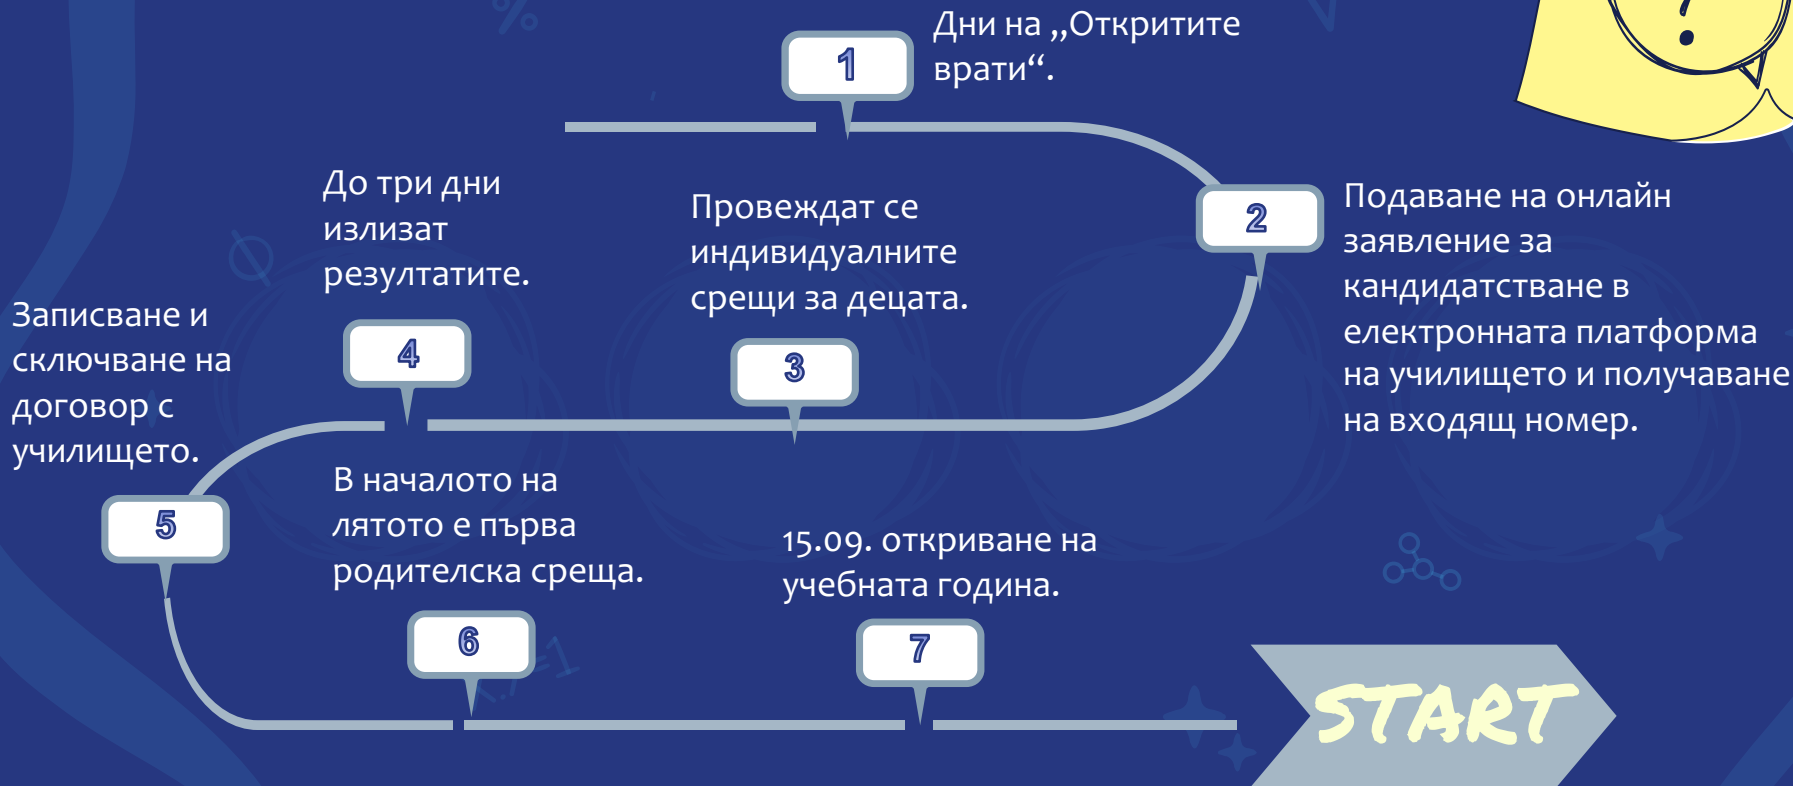 1
Дни на „Откритите
врати“.
2
Подаване на онлайн
заявление за
кандидатстване в
електронната платформа
на училището и получаване
на входящ номер.
3
Провеждат се
индивидуалните
срещи за децата.
4
До три дни
излизат
резултатите.
5
Записване и
сключване на
договор с
училището.
6
В началото на
лятото е първа
родителска среща.
7
15.09. откриване на
учебната година.
START
?
%